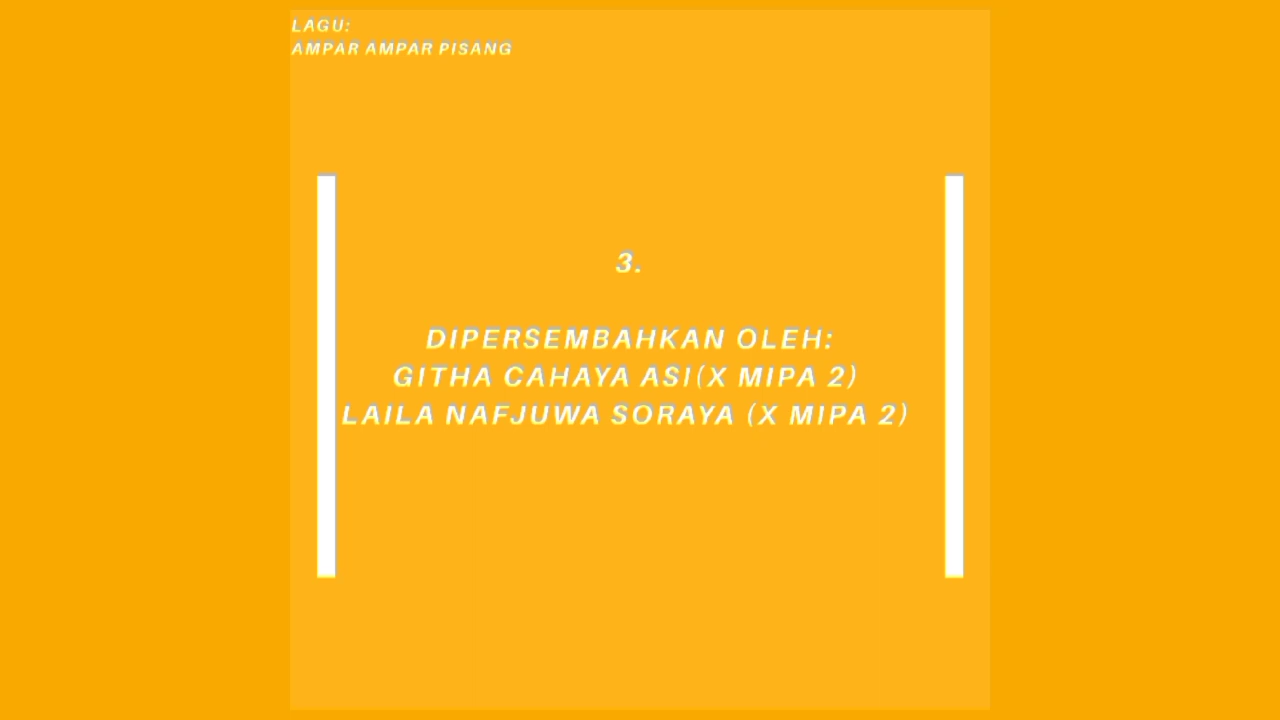 LAGU:
AMPAR AMPAR PISANG
3.
DIPERSEMBAHKAN OLEH:
GITHA CAHAYA ASI(X MIPA 2)
LAILA NAFJUWA SORAYA (X MIPA 2)